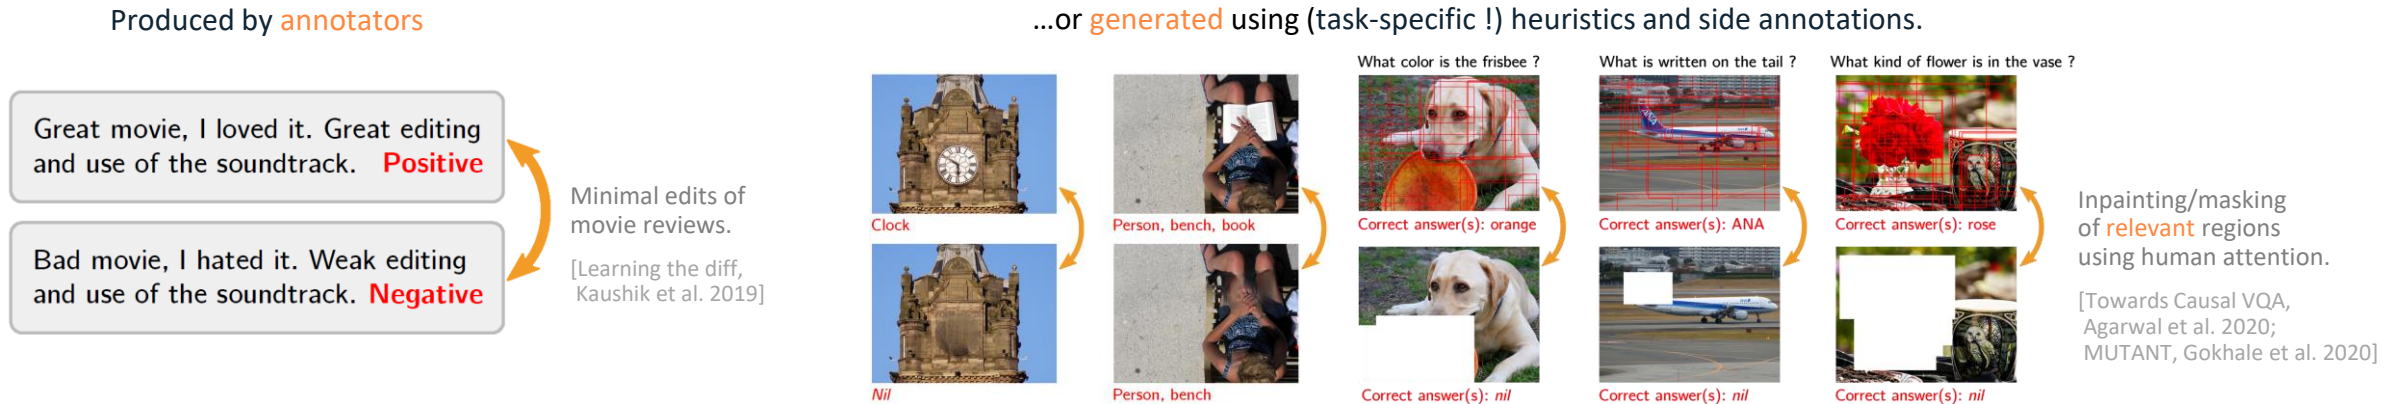 Produced by annotators
Great movie, I loved it. Great editing
and use of the soundtrack. Positive
Bad movie, I hated it. Weak editing
and use of the soundtrack. Negative
Minimal edits of
movie reviews.
[Learning the diff,
Kaushik et al. 2019]
...or generated using (task-specific !) heuristics and side annotations.
Clock
Nil
Person, bench, book
Person, bench
What color is the frisbee ?
Correct answer(s): orange
Correct answer(s): nil
What is written on the tail ?
ANA
Correct answer(s): ANA
Correct answer(s): nil
What kind of flower is in the vase ?
Correct answer(s): rose
Correct answer(s): nil
Inpainting/masking
of relevant regions
using human attention.
[Towards Causal VQA,
Agarwal et al. 2020;
MUTANT, Gokhale et al. 2020]